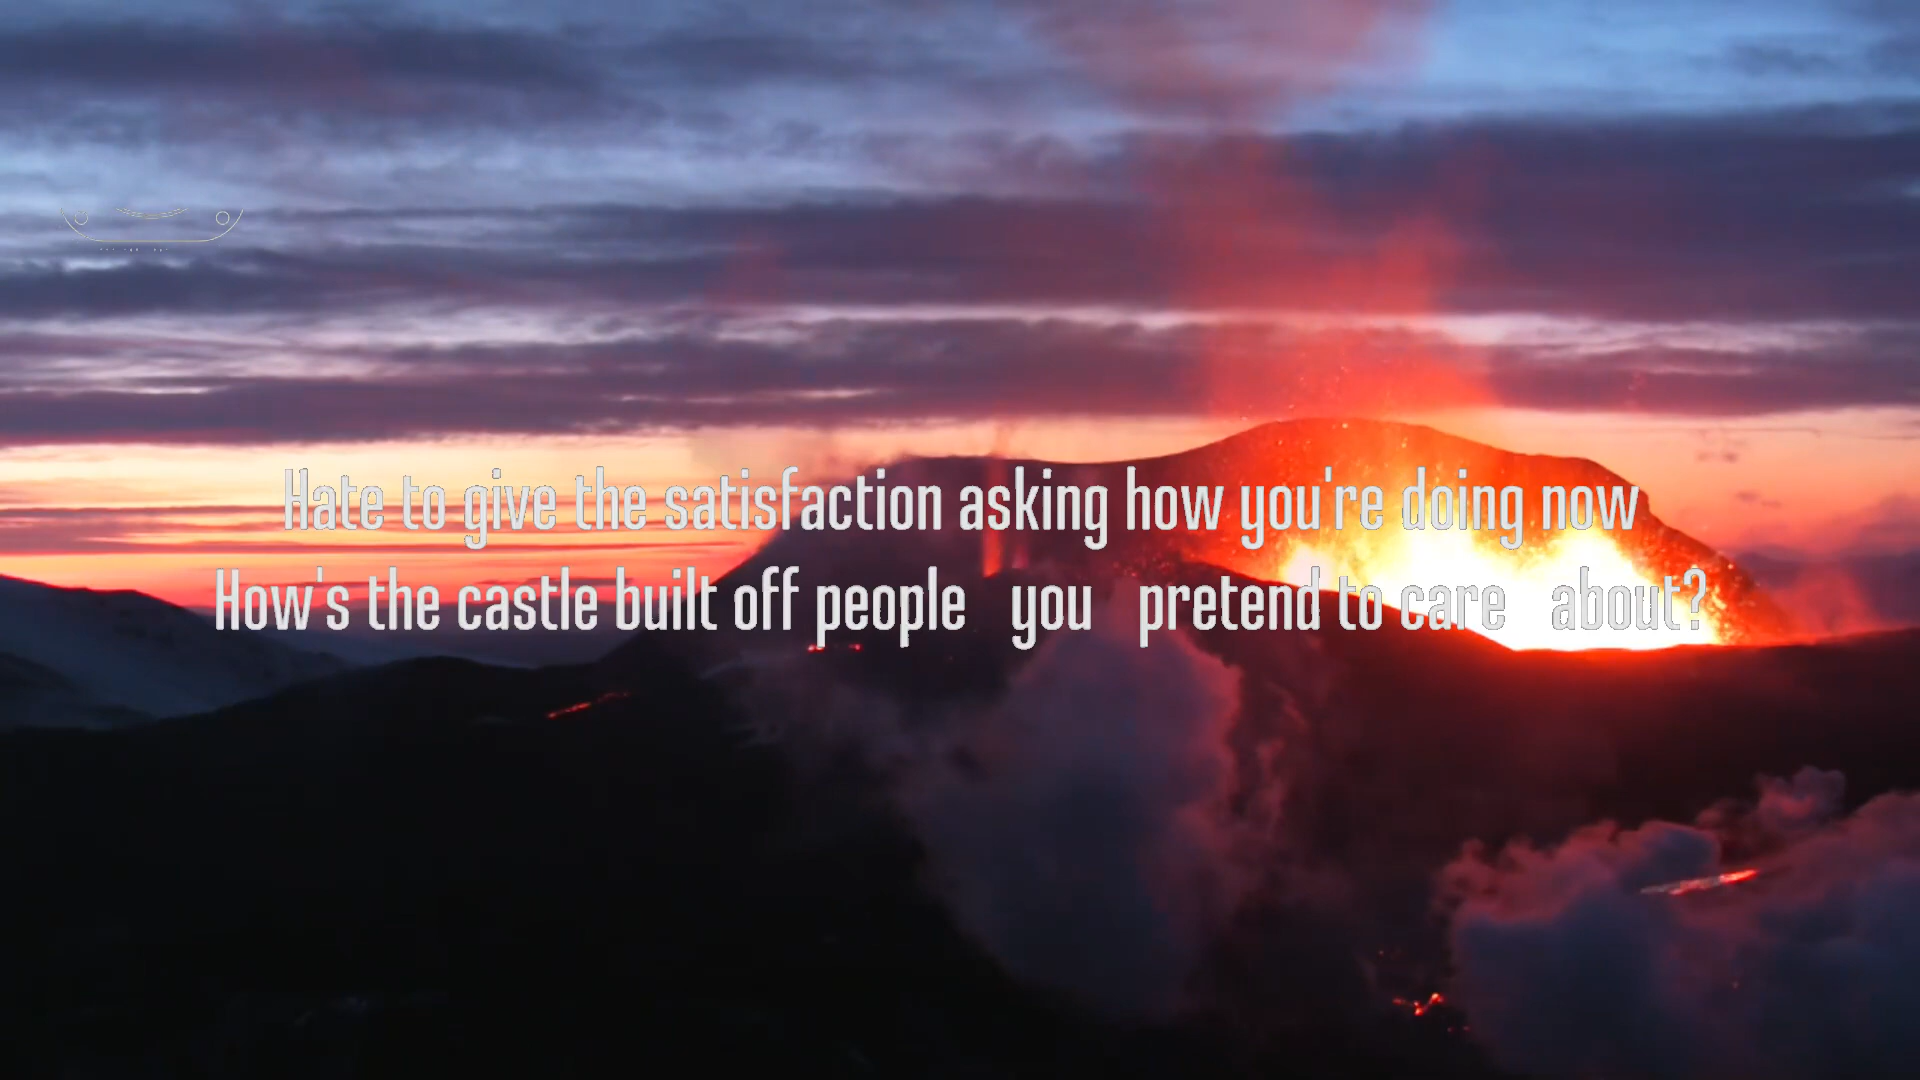 Hate to give the satisfaction asking how you're doing now
How's the castle built off people you pretend to care about?